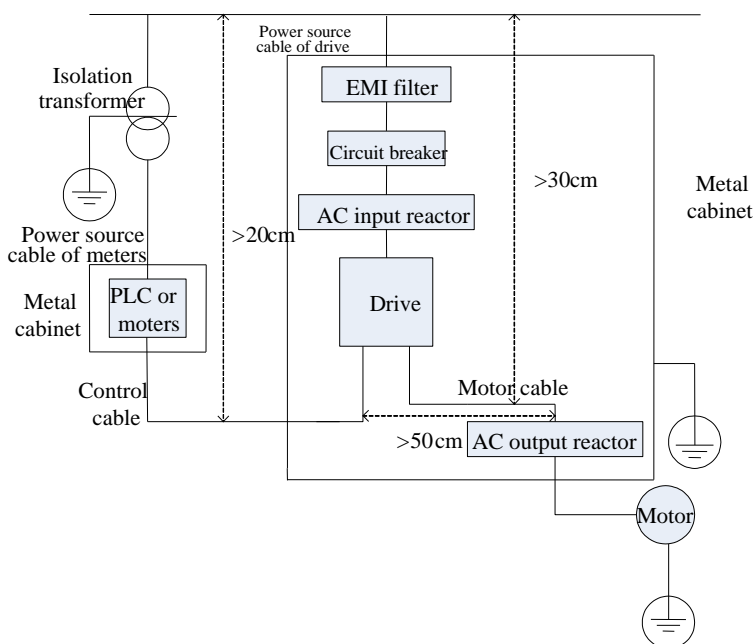 Power source
cable of drive
Isolation
transformer
EMI filter
Circuit breaker
AC input reactor
>20cm
>30cm
Metal
cabinet
Power source
cable of meters
Metal
cabinet
PLC or
moters
Drive
Control
cable
Motor cable
>50cm
AC output reactor
Motor